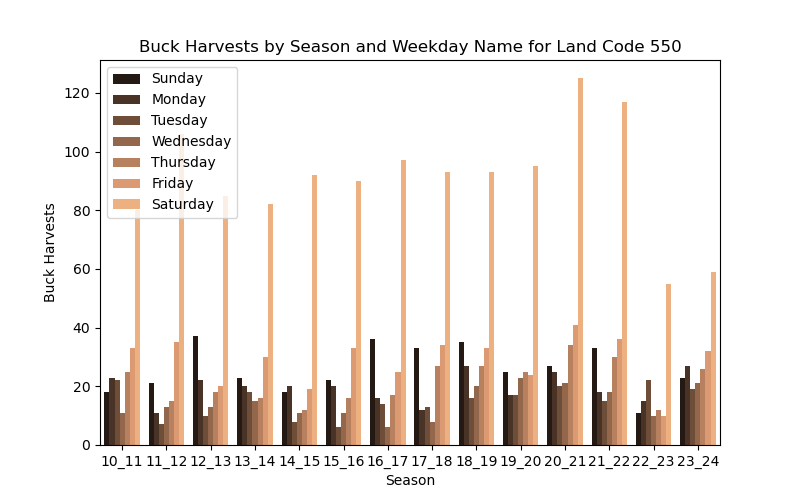 Buck Harvests by Season and Weekday Name for Land Code 550
Sunday
Monday
Tuesday
Wednesday
Thursday
Friday
Saturday
120
100
80
60
40
20
0
Buck Harvests
10_11 11_12 12_13 13_14 14_15 15_16 16_17 17_18 18_19 19_20 20_21 21_22 22_23 23_24
Season